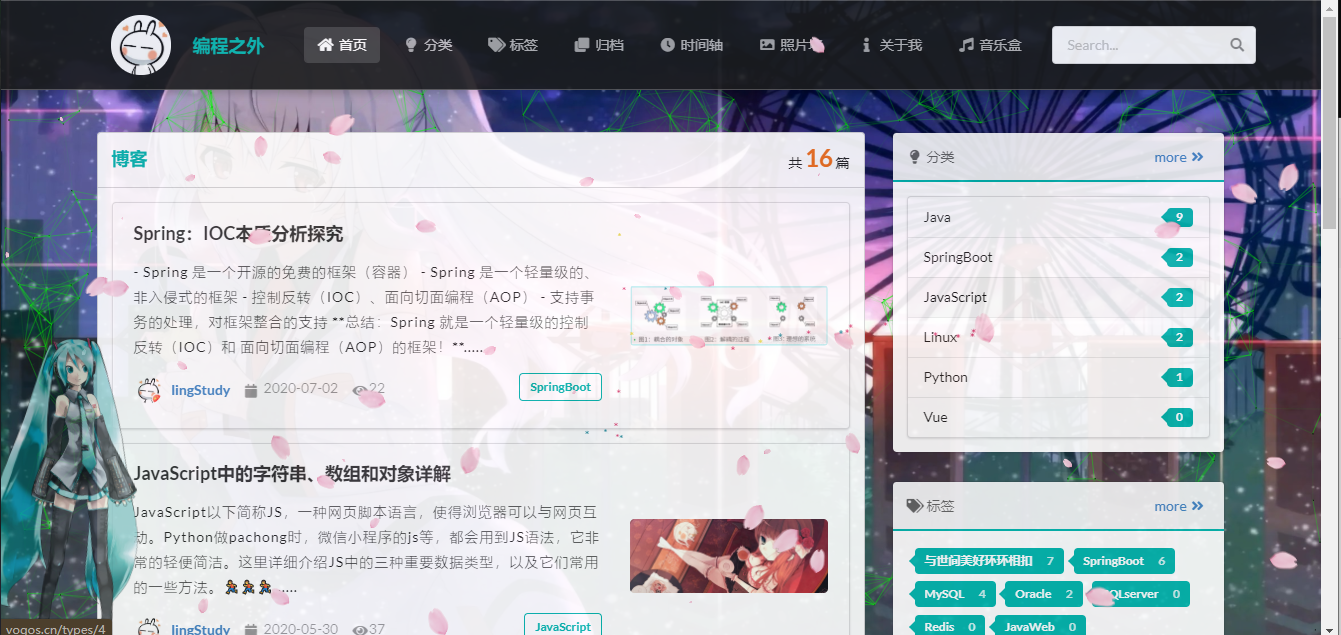 编程之外
首页
分类
标签
归档
时间轴
照片
关于我
音乐盒
Search...
博客
共 16 篇
Spring：IOC本质分析探究
- Spring 是一个开源的免费的框架（容器） - Spring 是一个轻量级的、
非入侵式的框架 - 控制反转（IOC）、面向切面编程（AOP） - 支持事
务的处理，对框架整合的支持 **总结：Spring 就是一个轻量级的控制
反转（IOC）和 面向切面编程（AOP）的框架！**.....
lingStudy 2020-07-02 22
SpringBoot
JavaScript中的字符串、数组和对象详解
JavaScript以下简称JS，一种网页脚本语言，使得浏览器可以与网页互
动。Python做pachong时，微信小程序的js等，都会用到JS语法，它非
常的轻便简洁。这里详细介绍JS中的三种重要数据类型，以及它们常用
的一些方法。 .....
lingStudy 2020-05-30 37
JavaScript
分类
more
Java 9
SpringBoot 2
JavaScript 2
Linux 2
Python 1
Vue 0
标签
more
与世间美好环环相扣 7
SpringBoot 6
MySQL 4
Oracle 2
SQLserver 0
Redis 0
JavaWeb 0
vogos.cn/types/4